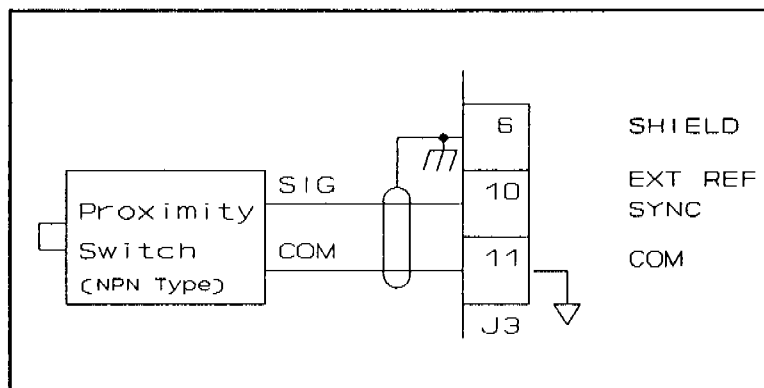 6 SHIELD
SIG 10 EXT REF
SYNC
Proximity
Switch
(NPN Type)
COM 11 COM
J3